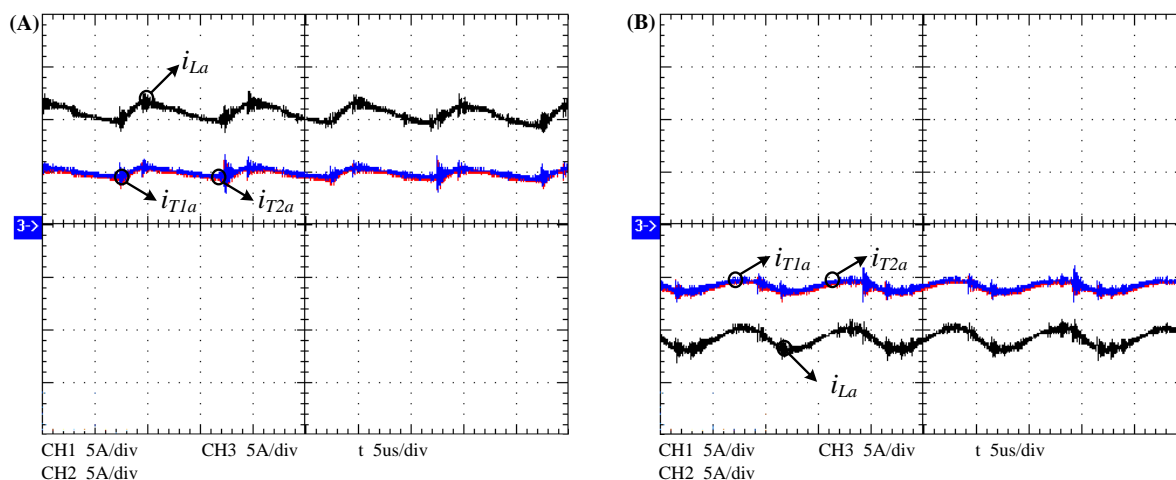 (A)
i_La
i_T1a
i_T2a
3->
CH1 5A/div CH3 5A/div t 5us/div
CH2 5A/div
(B)
3->
i_T1a
i_T2a
i_La
CH1 5A/div CH3 5A/div t 5us/div
CH2 5A/div